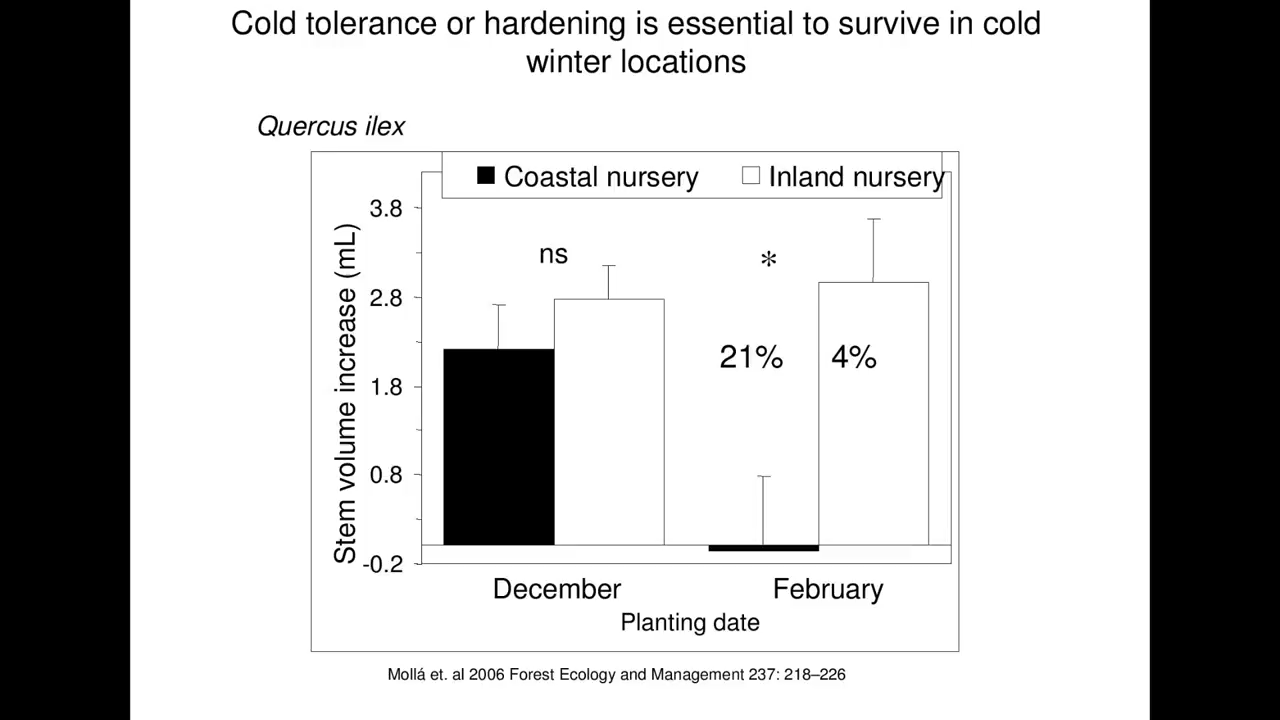 Cold tolerance or hardening is essential to survive in cold
winter locations
Quercus ilex
Coastal nursery
Inland nursery
Stem volume increase (mL)
3.8
2.8
1.8
0.8
-0.2
ns
*
21%
4%
December
February
Planting date
Mollá et. al 2006 Forest Ecology and Management 237: 218–226